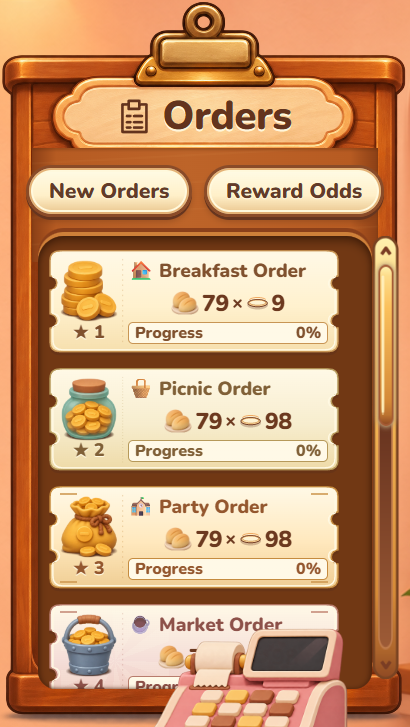 Orders
New Orders
Reward Odds
Breakfast Order
79 × 9
★ 1
Progress 0%
Picnic Order
79 × 98
★ 2
Progress 0%
Party Order
79 × 98
★ 3
Progress 0%
Market Order
★ 4